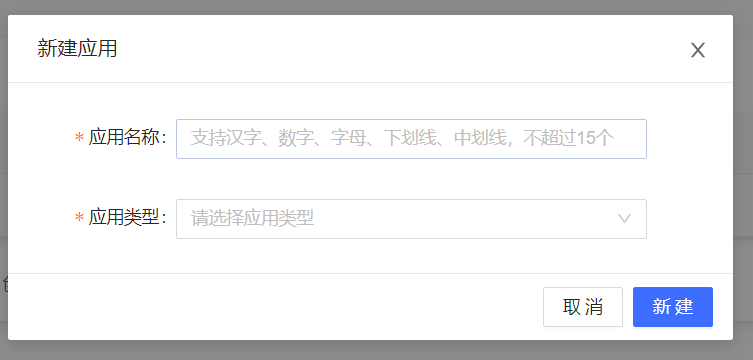 新建应用
* 应用名称： 支持汉字、数字、字母、下划线、中划线，不超过15个
* 应用类型： 请选择应用类型
取消 新建